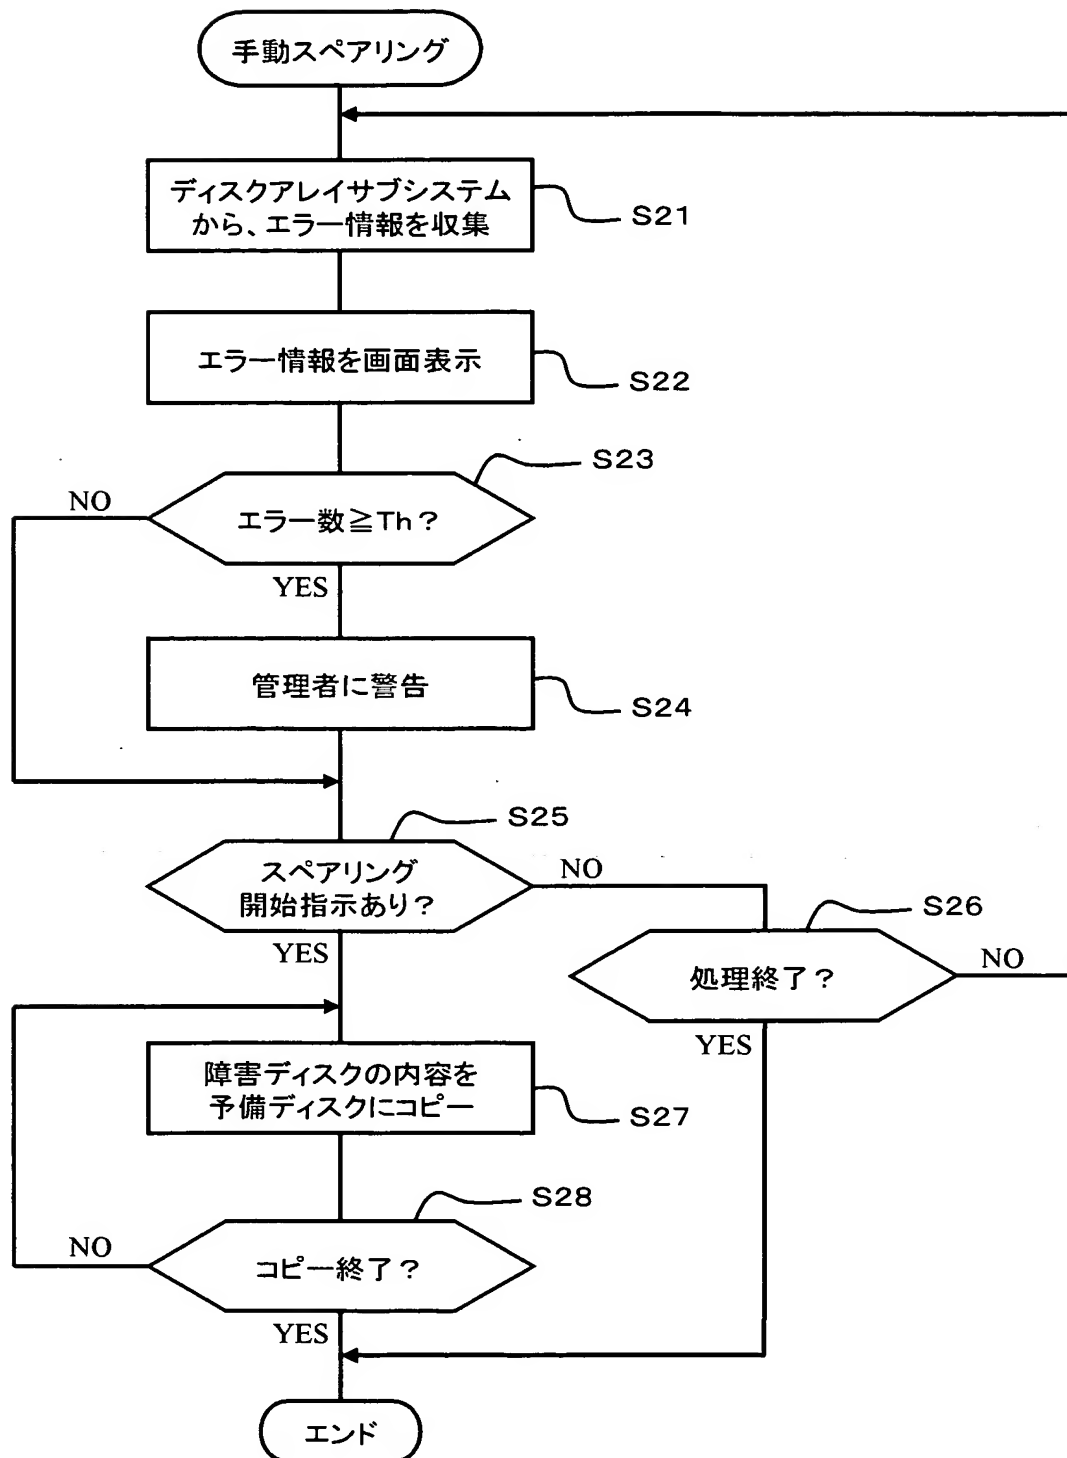 手動スペアリング
ディスクアレイサブシステム
から、エラー情報を収集
S21
エラー情報を画面表示
S22
S23
NO
エラー数≧Th?
YES
管理者に警告
S24
S25
スペアリング
開始指示あり?
NO
YES
S26
処理終了?
NO
YES
障害ディスクの内容を
予備ディスクにコピー
S27
S28
NO
コピー終了?
YES
エンド